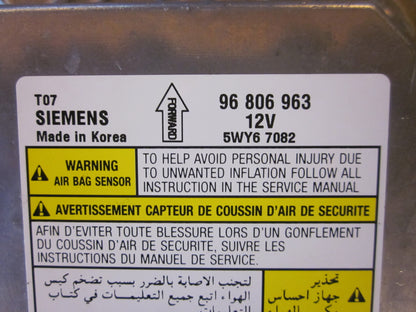 T07
SIEMENS
Made in Korea
FORWARD
96 806 963
12V
5WY6 7082
WARNING
AIR BAG SENSOR
TO HELP AVOID PERSONAL INJURY DUE
TO UNWANTED INFLATION FOLLOW ALL
INSTRUCTION IN THE SERVICE MANUAL
AVERTISSEMENT CAPTEUR DE COUSSIN D'AIR DE SECURITE
AFIN D'EVITER TOUTE BLESSURE LORS D'UN GONFLEMENT
DU COUSSIN D'AIR DE SECURITE, SUIVRE LES
INSTRUCTIONS DU MANUEL DE SERVICE.
تحذير
جهاز احساس
لتجنب الاصابة بالضرر بسبب تضخم كيس
الهواء اتبع جميع التعليمات في كتاب